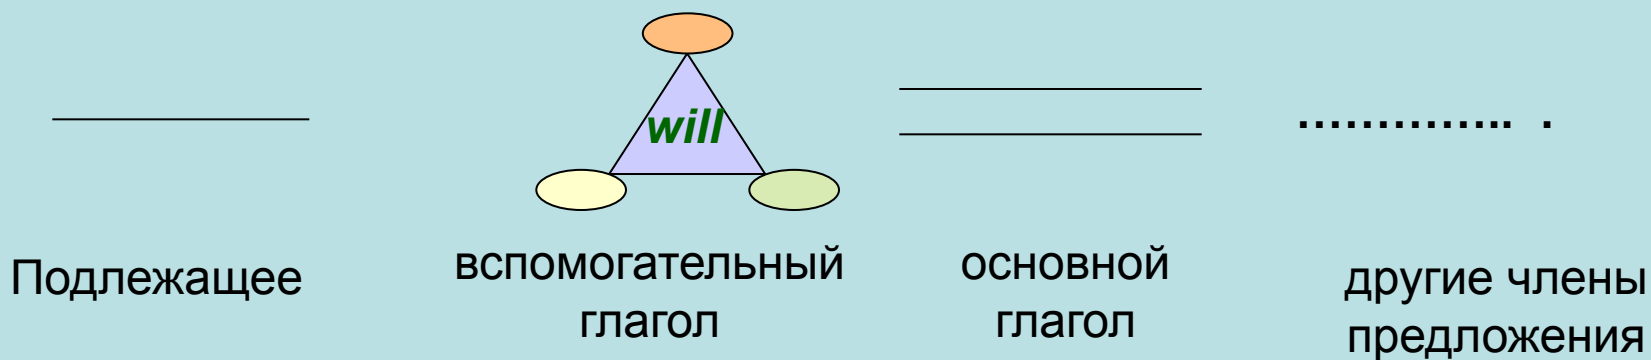 will
………….. .
Подлежащее
вспомогательный
глагол
основной
глагол
другие члены
предложения